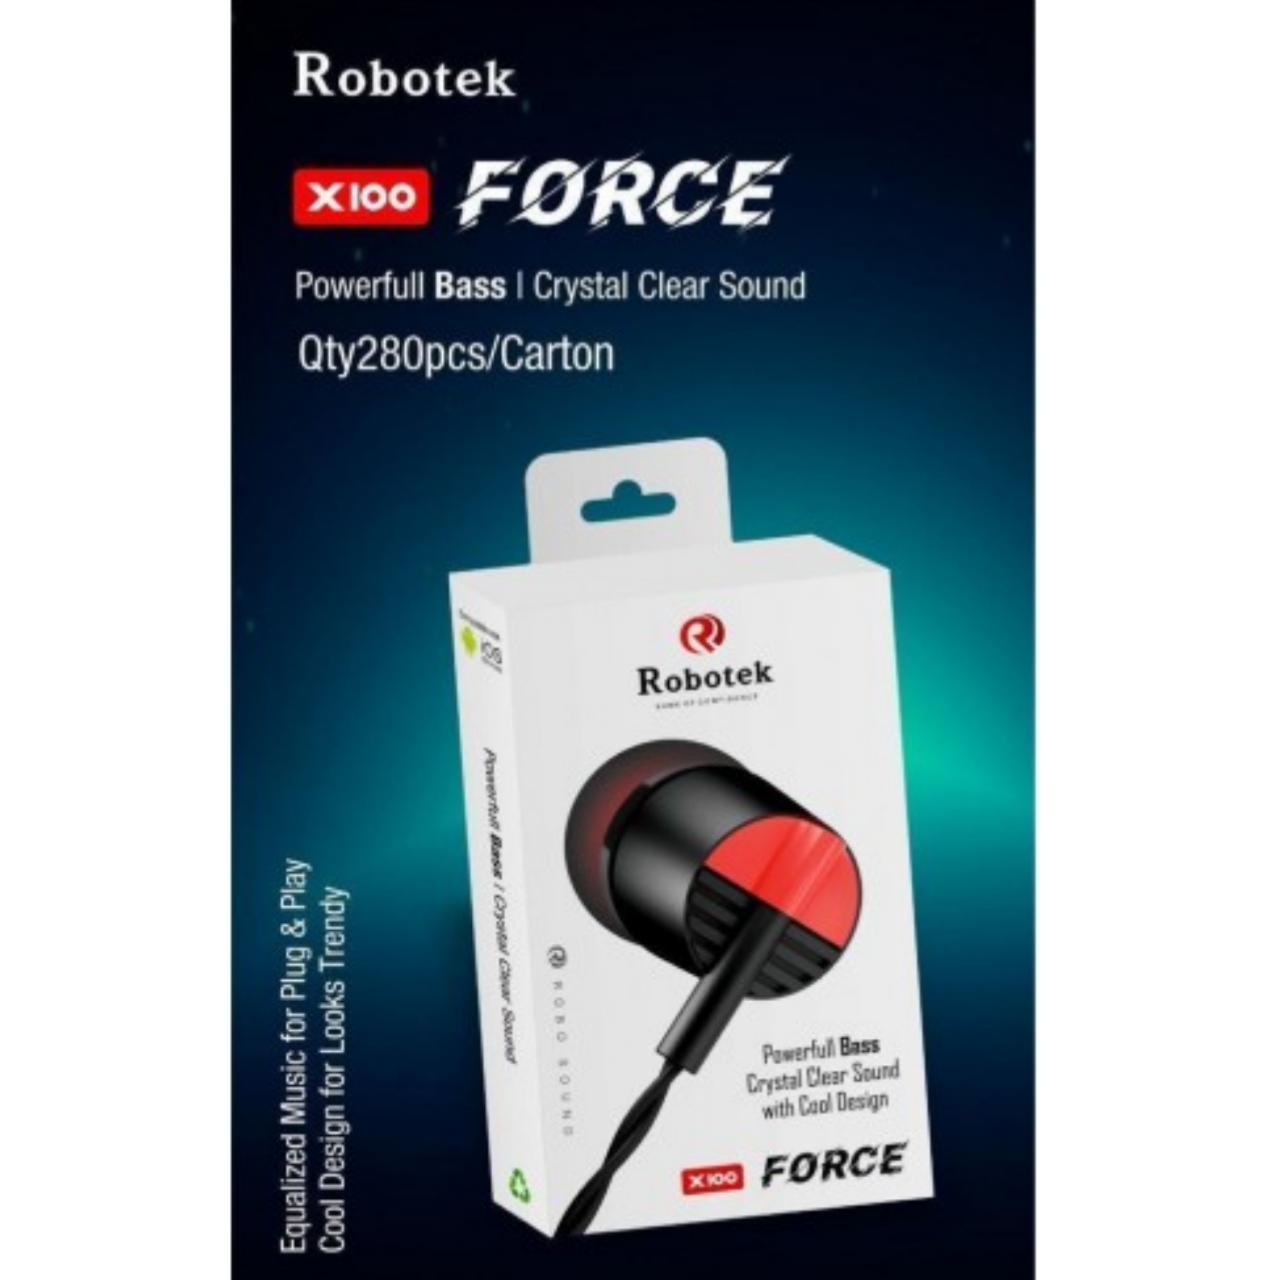 Robotek
X100 FORCE
Powerfull Bass | Crystal Clear Sound
Qty280pcs/Carton
Equalized Music for Plug & Play
Cool Design for Looks Trendy
iOS
Powerfull Bass / Crystal Clear Sound
Robotek
ROBO SOUND
Powerfull Bass
Crystal Clear Sound
with Cool Design
X100 FORCE